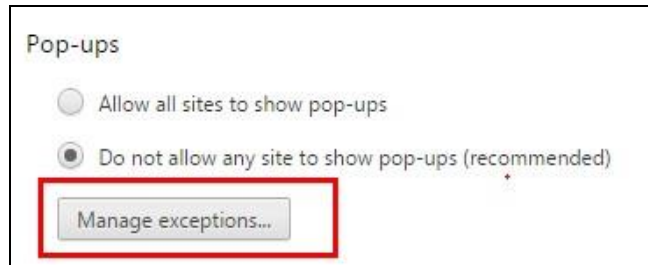 Pop-ups
Allow all sites to show pop-ups
Do not allow any site to show pop-ups (recommended)
Manage exceptions...